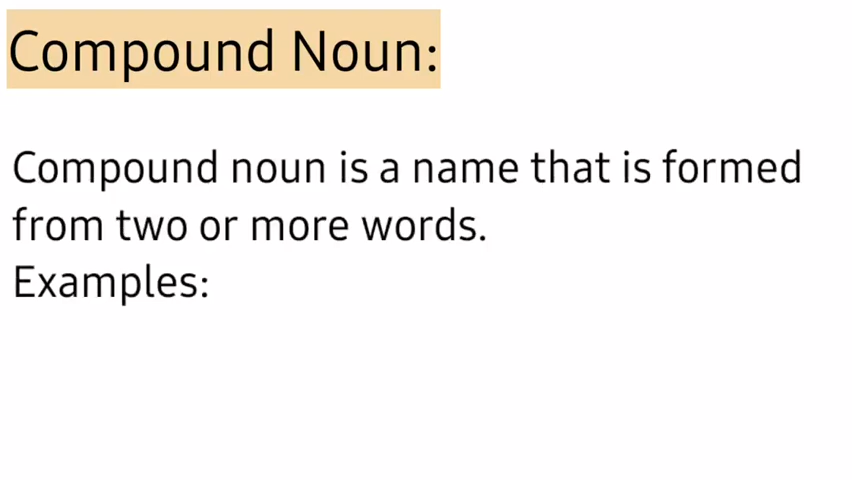 Compound Noun:
Compound noun is a name that is formed
from two or more words.
Examples: